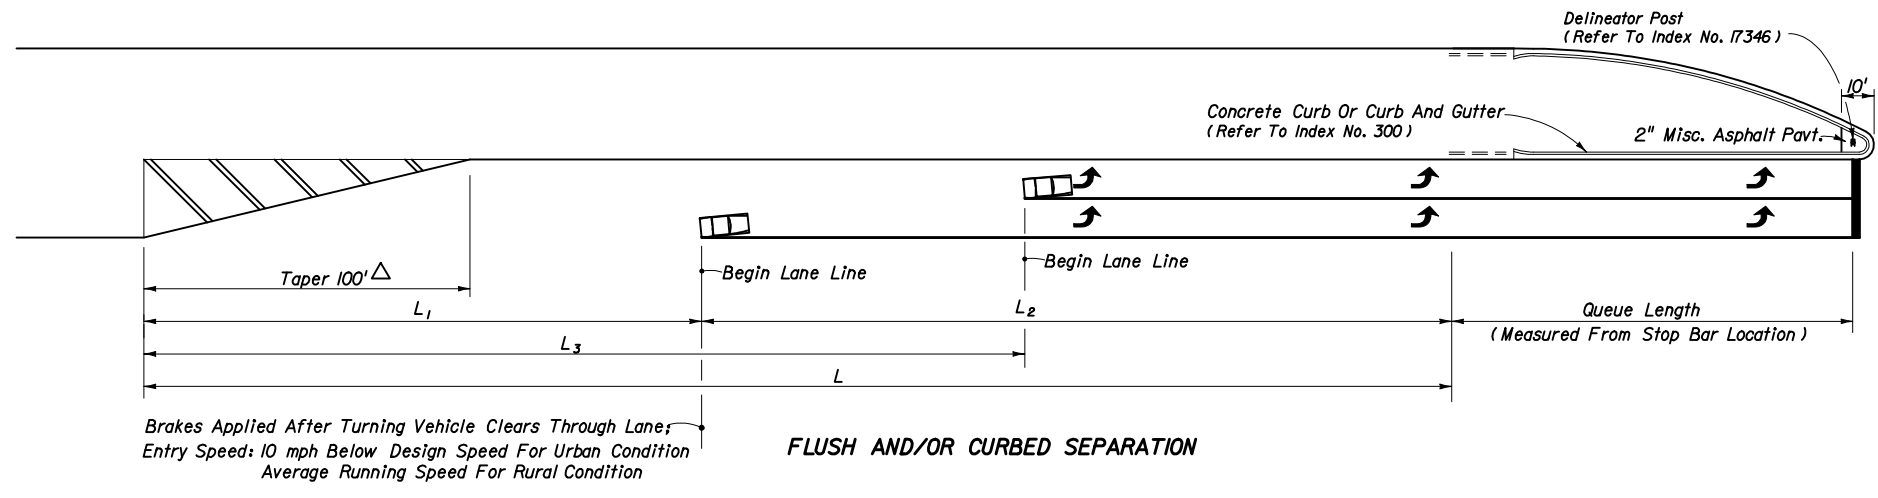 Delineator Post
(Refer To Index No. 17346)
10'
Concrete Curb Or Curb And Gutter
(Refer To Index No. 300)
2" Misc. Asphalt Pavt.
Taper 100' △
Begin Lane Line
Begin Lane Line
L1
L2
Queue Length
(Measured From Stop Bar Location)
L3
L
Brakes Applied After Turning Vehicle Clears Through Lane;
Entry Speed: 10 mph Below Design Speed For Urban Condition
Average Running Speed For Rural Condition
FLUSH AND/OR CURBED SEPARATION